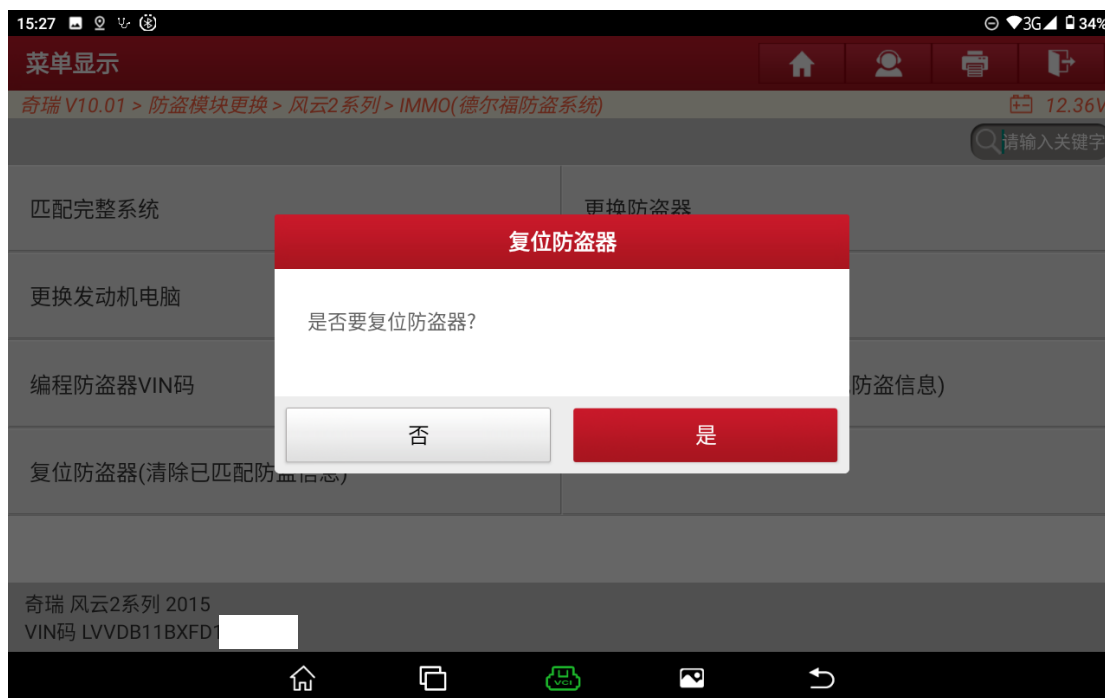 15:27
3G 34%
菜单显示
奇瑞 V10.01 > 防盗模块更换 > 风云2系列 > IMMO(德尔福防盗系统)
12.36V
请输入关键字
匹配完整系统
更换防盗器
复位防盗器
更换发动机电脑
是否要复位防盗器?
编程防盗器VIN码
防盗信息)
否
是
复位防盗器(清除已匹配防盗信息)
奇瑞 风云2系列 2015
VIN码 LVVDB11BXFD1
VCI